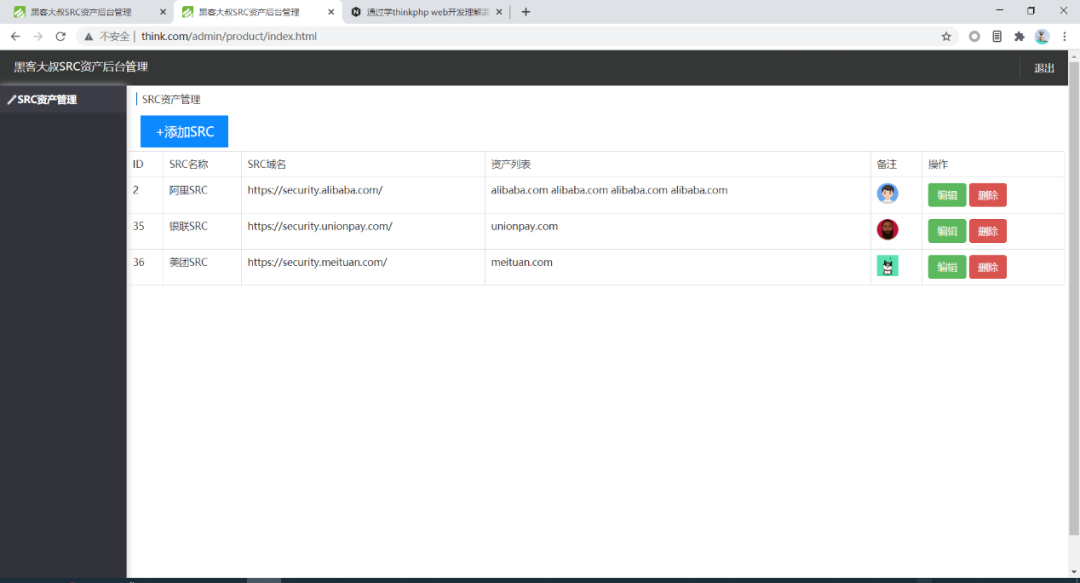 黑客大叔SRC资产后台管理 黑客大叔SRC资产后台管理 通过学thinkphp web开发理解
不安全 | think.com/admin/product/index.html
黑客大叔SRC资产后台管理 退出
SRC资产管理 SRC资产管理
+添加SRC
ID SRC名称 SRC域名 资产列表 备注 操作
2 阿里SRC https://security.alibaba.com/ alibaba.com alibaba.com alibaba.com alibaba.com 编辑 删除
35 银联SRC https://security.unionpay.com/ unionpay.com 编辑 删除
36 美团SRC https://security.meituan.com/ meituan.com 编辑 删除